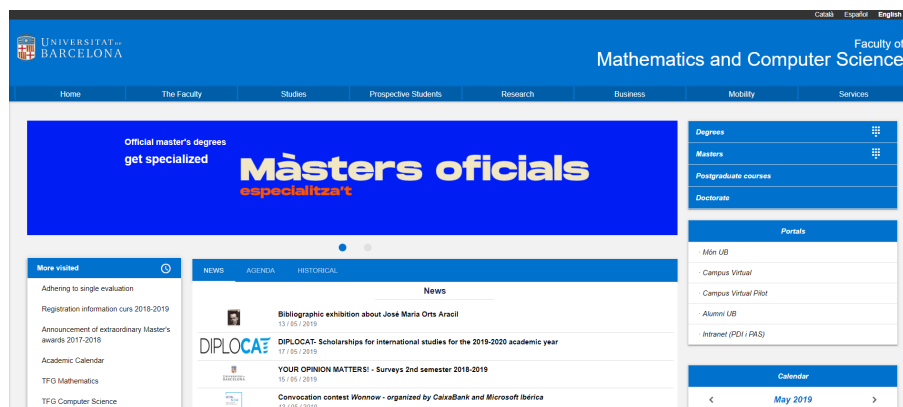 Català Español English
UNIVERSITAT DE
BARCELONA
Faculty of
Mathematics and Computer Science
Home The Faculty Studies Prospective Students Research Business Mobility Services
Official master's degrees
get specialized
Màsters oficials
especialitza't
Degrees
Masters
Postgraduate courses
Doctorate
Portals
· Món UB
· Campus Virtual
· Campus Virtual Pilot
· Alumni UB
· Intranet (PDI i PAS)
Calendar
< May 2019 >
More visited
Adhering to single evaluation
Registration information curs 2018-2019
Announcement of extraordinary Master's
awards 2017-2018
Academic Calendar
TFG Mathematics
TFG Computer Science
NEWS AGENDA HISTORICAL
News
Bibliographic exhibition about José Maria Orts Aracil
13 / 05 / 2019
DIPLOCAT
DIPLOCAT- Scholarships for international studies for the 2019-2020 academic year
17 / 05 / 2019
YOUR OPINION MATTERS! - Surveys 2nd semester 2018-2019
15 / 05 / 2019
Convocation contest Wonnow - organized by CaixaBank and Microsoft Ibérica